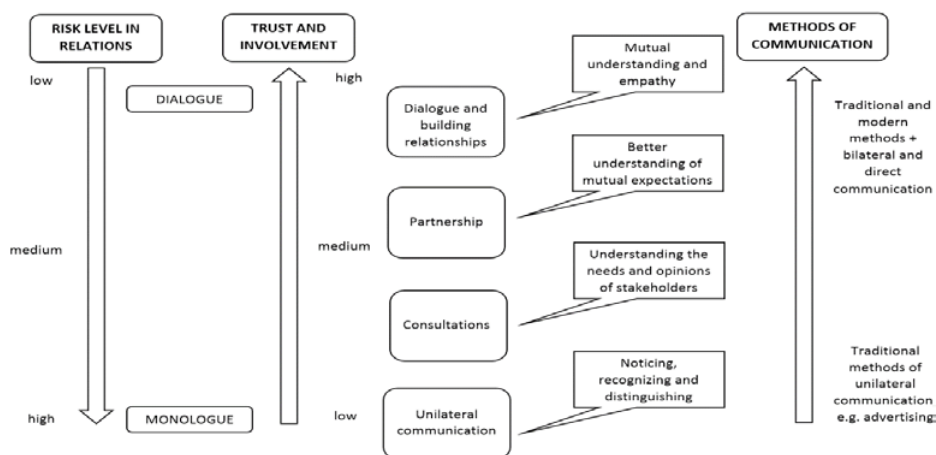 RISK LEVEL IN
RELATIONS
TRUST AND
INVOLVEMENT
METHODS OF
COMMUNICATION
low
medium
high
DIALOGUE
MONOLOGUE
high
medium
low
Dialogue and
building
relationships
Mutual
understanding and
empathy
Partnership
Better
understanding of
mutual expectations
Consultations
Understanding the
needs and opinions
of stakeholders
Unilateral
communication
Noticing,
recognizing and
distinguishing
Traditional and
modern
methods +
bilateral and
direct
communication
Traditional
methods of
unilateral
communication
e.g. advertising;